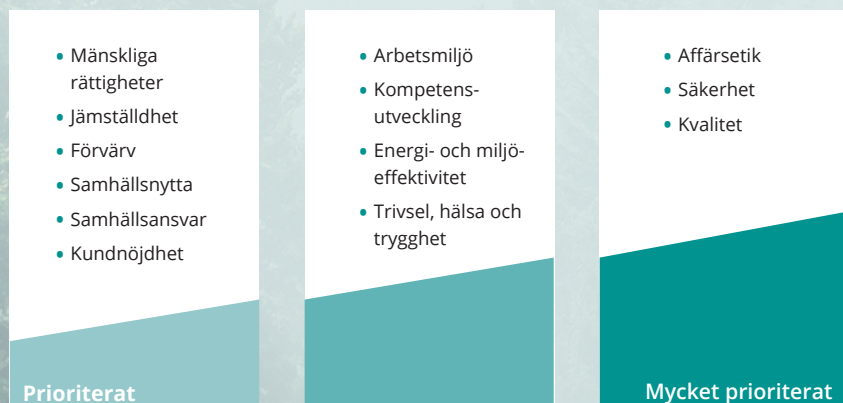 • Mänskliga
rättigheter
• Jämställdhet
• Förvärv
• Samhällsnytta
• Samhällsansvar
• Kundnöjdhet
Prioriterat
• Arbetsmiljö
• Kompetens-
utveckling
• Energi- och miljö-
effektivitet
• Trivsel, hälsa och
trygghet
• Affärsetik
• Säkerhet
• Kvalitet
Mycket prioriterat